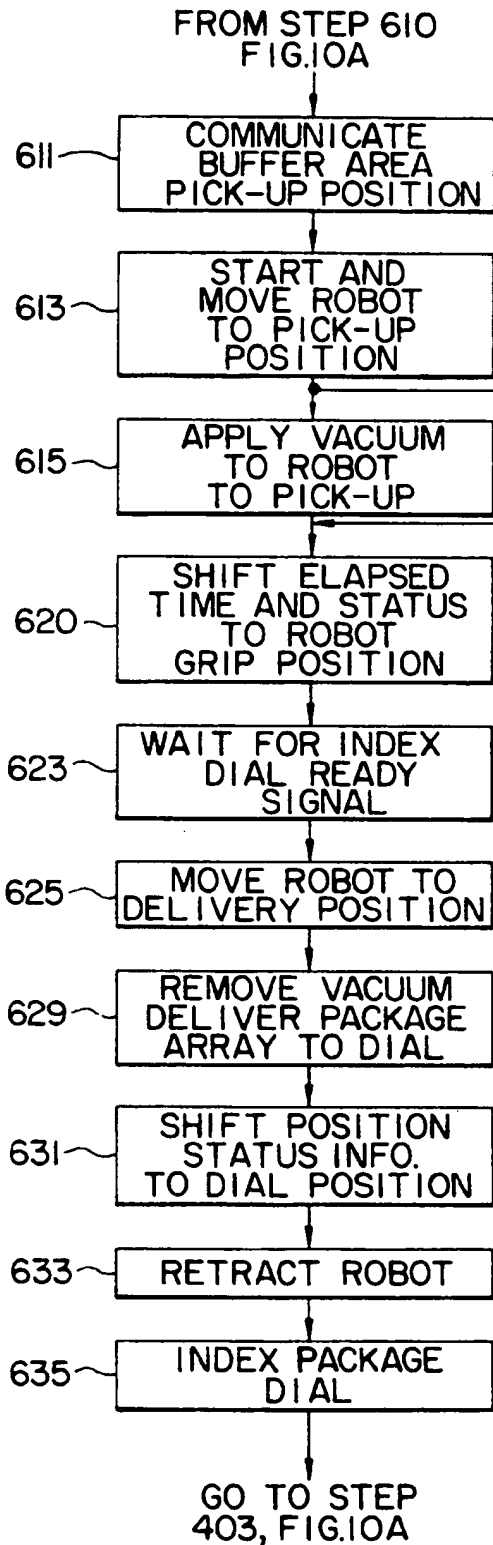 FROM STEP 610
FIG.10A
611
COMMUNICATE
BUFFER AREA
PICK-UP POSITION
613
START AND
MOVE ROBOT
TO PICK-UP
POSITION
615
APPLY VACUUM
TO ROBOT
TO PICK-UP
620
SHIFT ELAPSED
TIME AND STATUS
TO ROBOT
GRIP POSITION
623
WAIT FOR INDEX
DIAL READY
SIGNAL
625
MOVE ROBOT TO
DELIVERY POSITION
629
REMOVE VACUUM
DELIVER PACKAGE
ARRAY TO DIAL
631
SHIFT POSITION
STATUS INFO.
TO DIAL POSITION
633
RETRACT ROBOT
635
INDEX PACKAGE
DIAL
GO TO STEP
403, FIG.10A